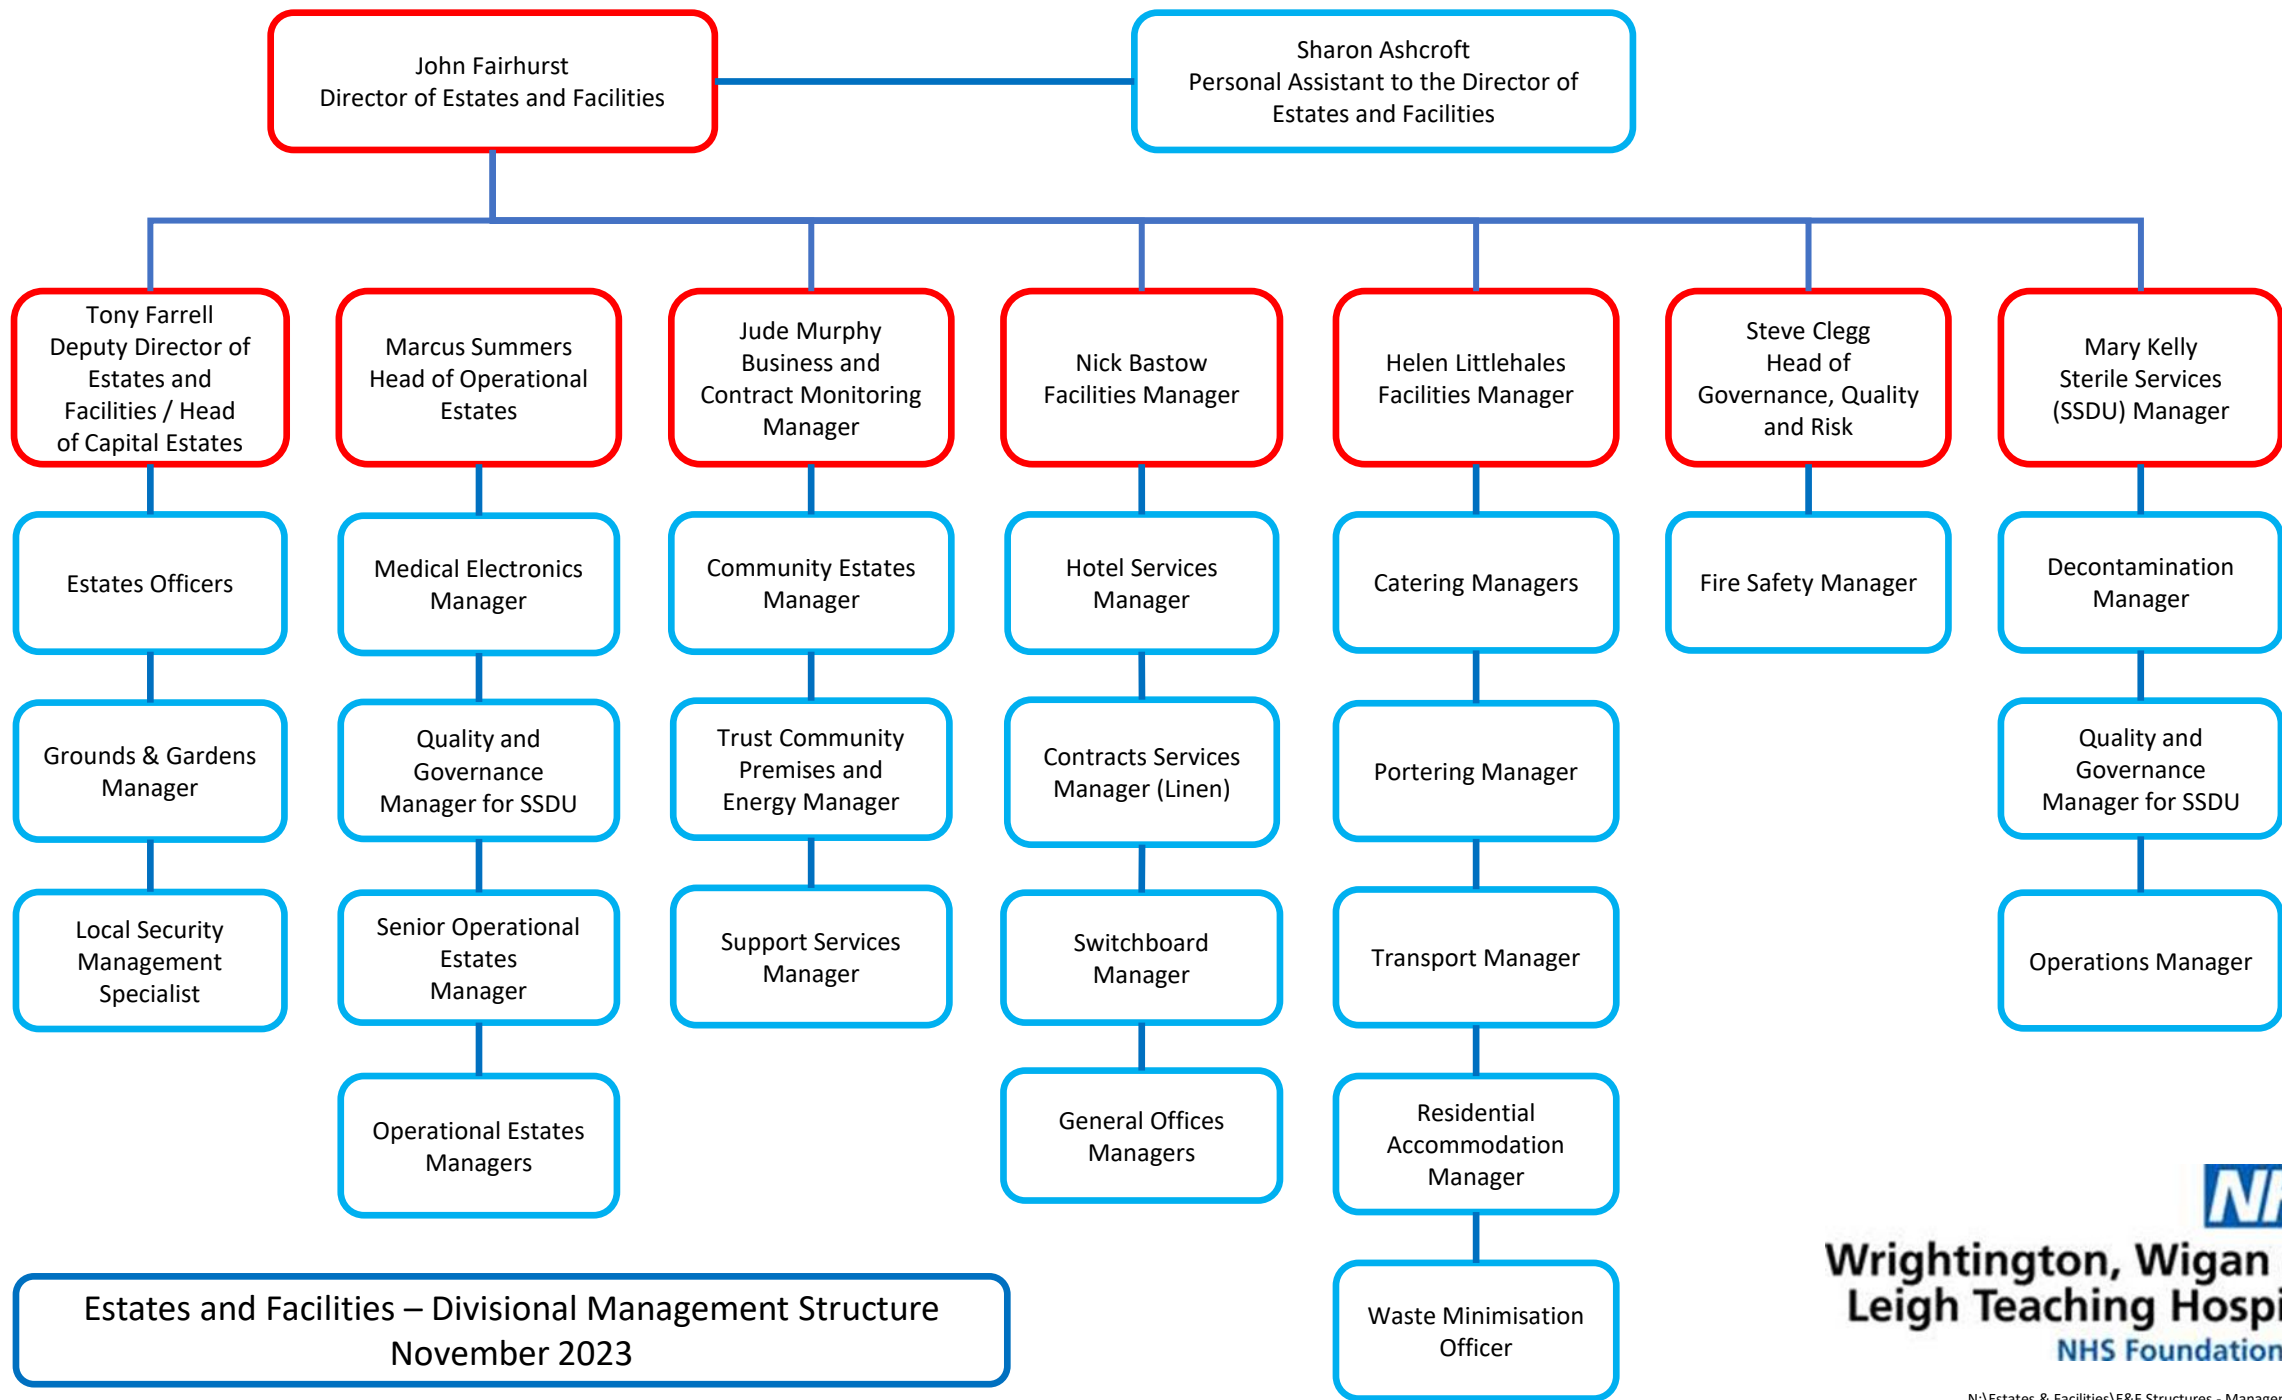 John Fairhurst
Director of Estates and Facilities
Sharon Ashcroft
Personal Assistant to the Director of
Estates and Facilities
Tony Farrell
Deputy Director of
Estates and
Facilities / Head
of Capital Estates
Marcus Summers
Head of Operational
Estates
Jude Murphy
Business and
Contract Monitoring
Manager
Nick Bastow
Facilities Manager
Helen Littlehales
Facilities Manager
Steve Clegg
Head of
Governance, Quality
and Risk
Mary Kelly
Sterile Services
(SSDU) Manager
Estates Officers
Medical Electronics
Manager
Community Estates
Manager
Hotel Services
Manager
Catering Managers
Fire Safety Manager
Decontamination
Manager
Grounds & Gardens
Manager
Quality and
Governance
Manager for SSDU
Trust Community
Premises and
Energy Manager
Contracts Services
Manager (Linen)
Portering Manager
Quality and
Governance
Manager for SSDU
Local Security
Management
Specialist
Senior Operational
Estates
Manager
Support Services
Manager
Switchboard
Manager
Transport Manager
Operations Manager
Operational Estates
Managers
General Offices
Managers
Residential
Accommodation
Manager
Waste Minimisation
Officer
Estates and Facilities – Divisional Management Structure
November 2023
Wrightington, Wigan
Leigh Teaching
NHS Foundation
N:\Estates & Facilities\E&F Structures -